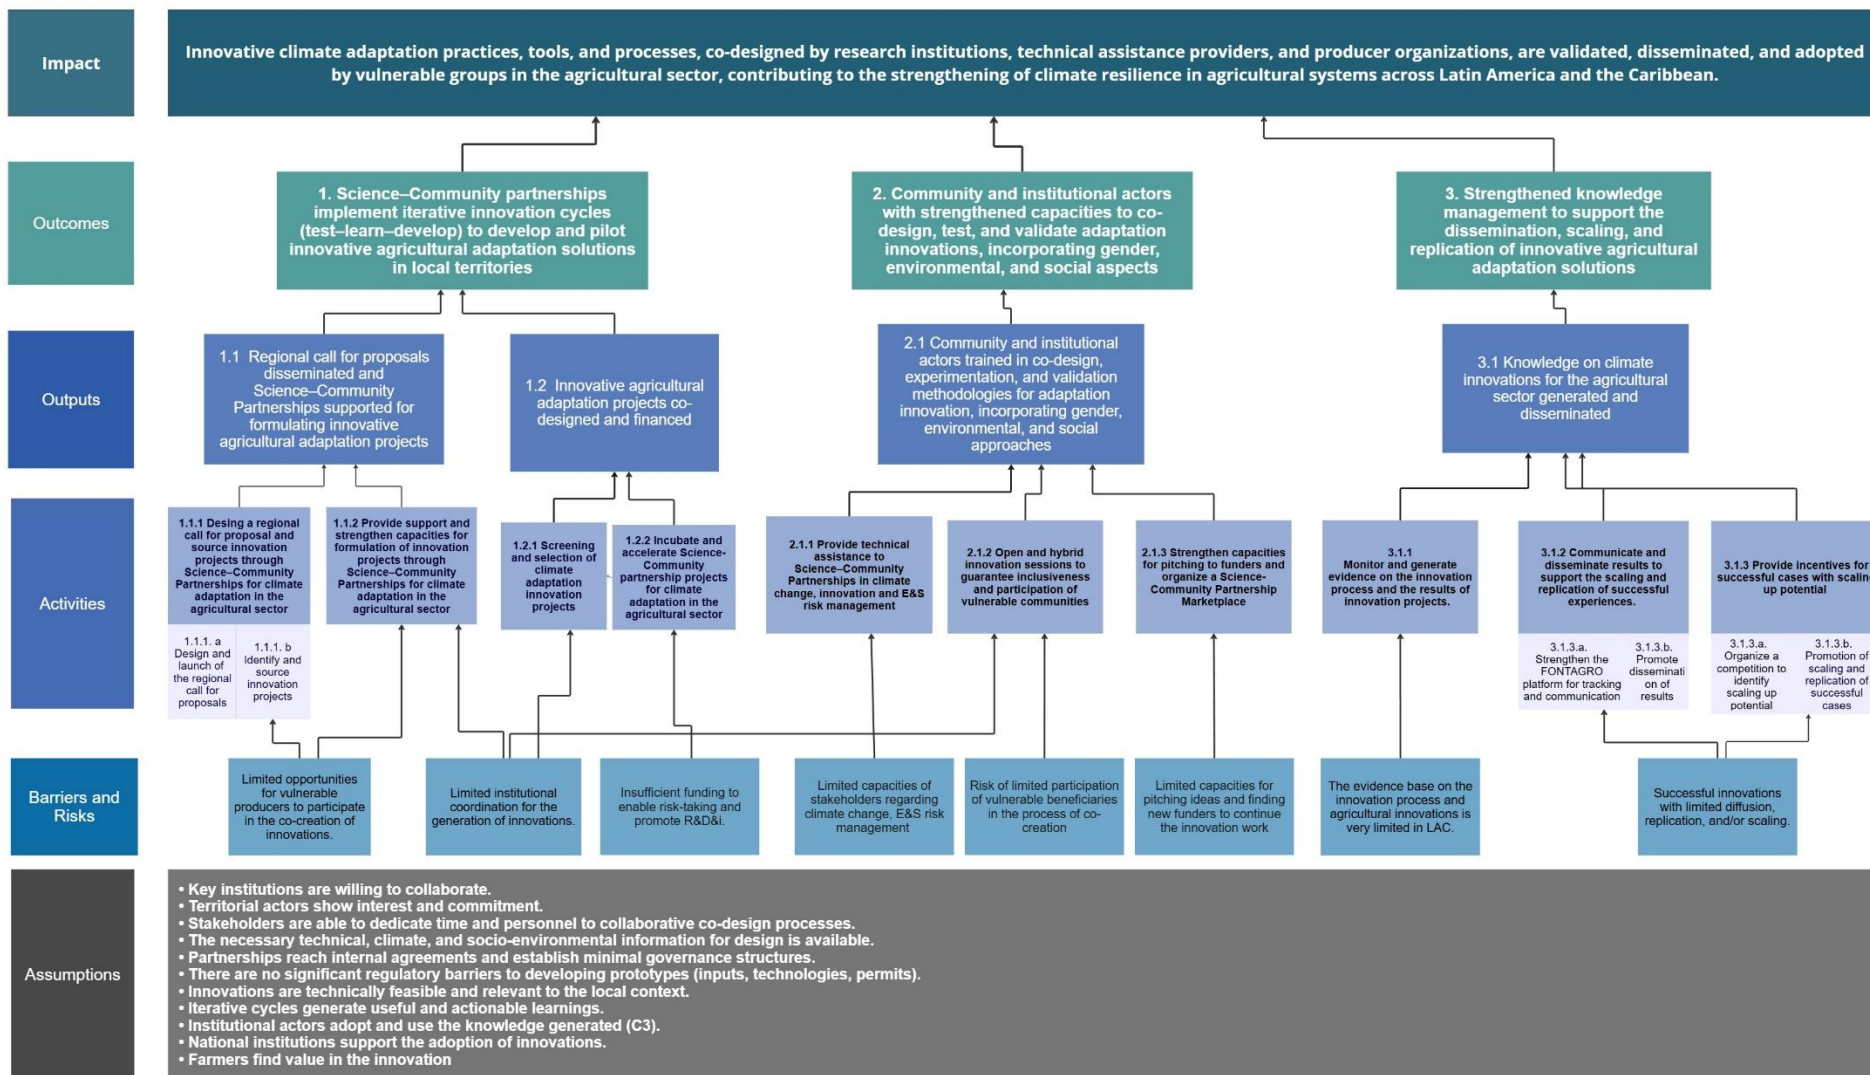 Impact
Innovative climate adaptation practices, tools, and processes, co-designed by research institutions, technical assistance providers, and producer organizations, are validated, disseminated, and adopted
by vulnerable groups in the agricultural sector, contributing to the strengthening of climate resilience in agricultural systems across Latin America and the Caribbean.
Outcomes
1. Science–Community partnerships
implement iterative innovation cycles
(test–learn–develop) to develop and pilot
innovative agricultural adaptation solutions
in local territories
2. Community and institutional actors
with strengthened capacities to co-
design, test, and validate adaptation
innovations, incorporating gender,
environmental, and social aspects
3. Strengthened knowledge
management to support the
dissemination, scaling, and
replication of innovative agricultural
adaptation solutions
Outputs
1.1 Regional call for proposals
disseminated and
Science–Community
Partnerships supported for
formulating innovative
agricultural adaptation projects
1.2 Innovative agricultural
adaptation projects co-
designed and financed
2.1 Community and institutional
actors trained in co-design,
experimentation, and validation
methodologies for adaptation
innovation, incorporating gender,
environmental, and social
approaches
3.1 Knowledge on climate
innovations for the agricultural
sector generated and
disseminated
Activities
1.1.1 Desing a regional
call for proposal and
source innovation
projects through
Science–Community
Partnerships for climate
adaptation in the
agricultural sector
1.1.1. a
Design and
launch of
the regional
call for
proposals
1.1.1. b
Identify and
source
innovation
projects
1.1.2 Provide support and
strengthen capacities for
formulation of innovation
projects through
Science–Community
Partnerships for climate
adaptation in the
agricultural sector
1.2.1 Screening
and selection of
climate
adaptation
innovation
projects
1.2.2 Incubate and
accelerate Science-
Community
partnership projects
for climate
adaptation in the
agricultural sector
2.1.1 Provide technical
assistance to
Science–Community
Partnerships in climate
change, innovation and E&S
risk management
2.1.2 Open and hybrid
innovation sessions to
guarantee inclusiveness
and participation of
vulnerable communities
2.1.3 Strengthen capacities
for pitching to funders and
organize a Science-
Community Partnership
Marketplace
3.1.1
Monitor and generate
evidence on the innovation
process and the results of
innovation projects.
3.1.2 Communicate and
disseminate results to
support the scaling and
replication of successful
experiences.
3.1.3.a.
Strengthen the
FONTAGRO
platform for tracking
and communication
3.1.3.b.
Promote
disseminati
on of
results
3.1.3 Provide incentives for
successful cases with scaling
up potential
3.1.3.a.
Organize a
competition to
identify
scaling up
potential
3.1.3.b.
Promotion of
scaling and
replication of
successful
cases
Barriers and
Risks
Limited opportunities
for vulnerable
producers to participate
in the co-creation of
innovations.
Limited institutional
coordination for the
generation of innovations.
Insufficient funding to
enable risk-taking and
promote R&D&i.
Limited capacities of
stakeholders regarding
climate change, E&S risk
management
Risk of limited participation
of vulnerable beneficiaries
in the process of co-
creation
Limited capacities for
pitching ideas and finding
new funders to continue
the innovation work
The evidence base on the
innovation process and
agricultural innovations is
very limited in LAC.
Successful innovations
with limited diffusion,
replication, and/or scaling.
Assumptions
• Key institutions are willing to collaborate.
• Territorial actors show interest and commitment.
• Stakeholders are able to dedicate time and personnel to collaborative co-design processes.
• The necessary technical, climate, and socio-environmental information for design is available.
• Partnerships reach internal agreements and establish minimal governance structures.
• There are no significant regulatory barriers to developing prototypes (inputs, technologies, permits).
• Innovations are technically feasible and relevant to the local context.
• Iterative cycles generate useful and actionable learnings.
• Institutional actors adopt and use the knowledge generated (C3).
• National institutions support the adoption of innovations.
• Farmers find value in the innovation